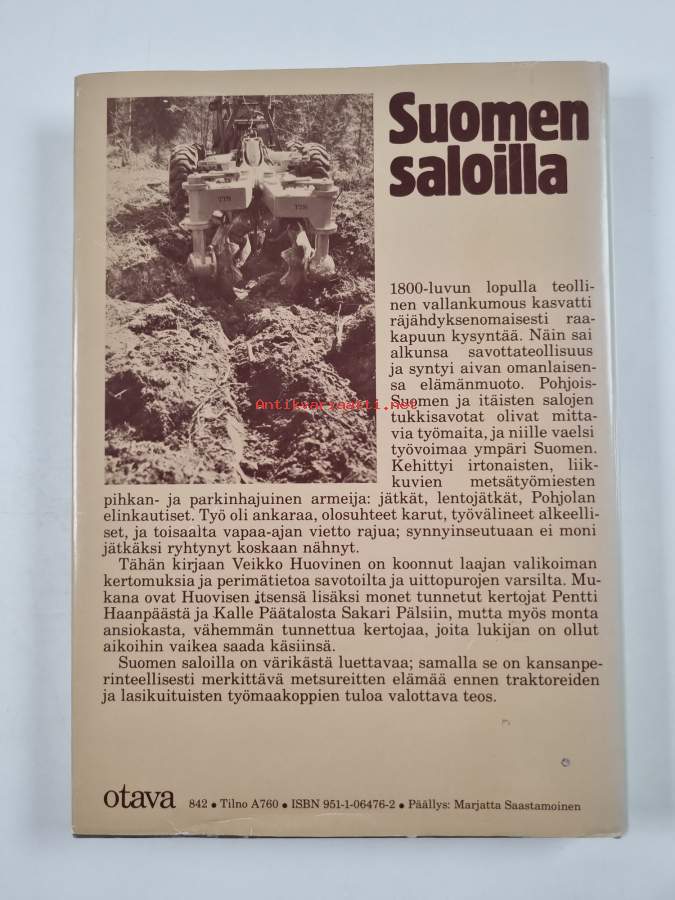 Suomen
saloilla
TTS TTS
1800-luvun lopulla teolli-
nen vallankumous kasvatti
räjähdyksenomaisesti raa-
kapuun kysyntää. Näin sai
alkunsa savottateollisuus
ja syntyi aivan omanlaisen-
sa elämänmuoto. Pohjois-
Suomen ja itäisten salojen
Antikvariaatti.net
tukkisavotat olivat mitta-
via työmaita, ja niille vaelsi
työvoimaa ympäri Suomen.
Kehittyi irtonaisten, liik-
kuvien metsätyömiesten
pihkan- ja parkinhajuinen armeija: jätkät, lentojätkät, Pohjolan
elinkautiset. Työ oli ankaraa, olosuhteet karut, työvälineet alkeelli-
set, ja toisaalta vapaa-ajan vietto rajua; synnyinseutuaan ei moni
jätkäksi ryhtynyt koskaan nähnyt.
Tähän kirjaan Veikko Huovinen on koonnut laajan valikoiman
kertomuksia ja perimätietoa savotoilta ja uittopurojen varsilta. Mu-
kana ovat Huovisen itsensä lisäksi monet tunnetut kertojat Pentti
Haanpäästä ja Kalle Päätalosta Sakari Pälsiin, mutta myös monta
ansiokasta, vähemmän tunnettua kertojaa, joita lukijan on ollut
aikoihin vaikea saada käsiinsä.
Suomen saloilla on värikästä luettavaa; samalla se on kansanpe-
rinteellisesti merkittävä metsureitten elämää ennen traktoreiden
ja lasikuituisten työmaakoppien tuloa valottava teos.
otava 842 • Tilno A760 • ISBN 951-1-06476-2 • Päällys: Marjatta Saastamoinen